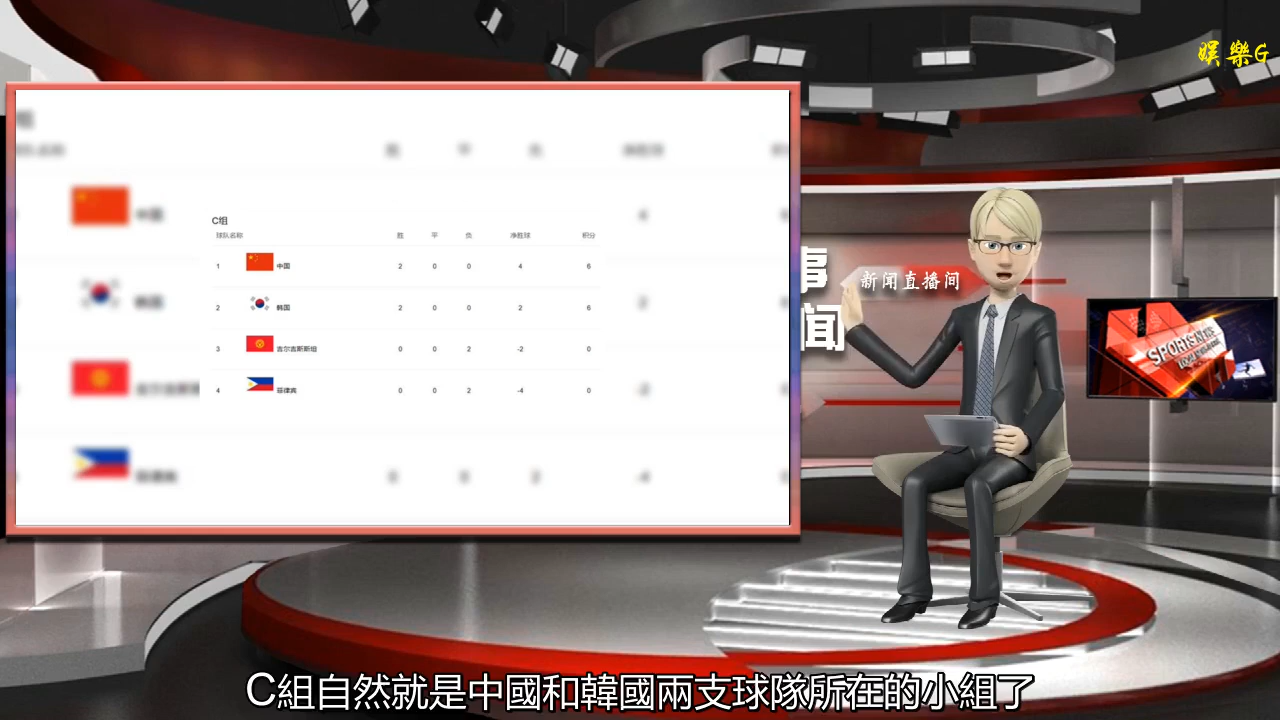 娱樂G
C组
球队名称 胜 平 负 净胜球 积分
1 中国 2 0 0 4 6
2 韩国 2 0 0 2 6
3 吉尔吉斯斯坦 0 0 2 -2 0
4 菲律宾 0 0 2 -4 0
事
闻
新闻直播间
SPORTS
C組自然就是中國和韓國兩支球隊所在的小組了